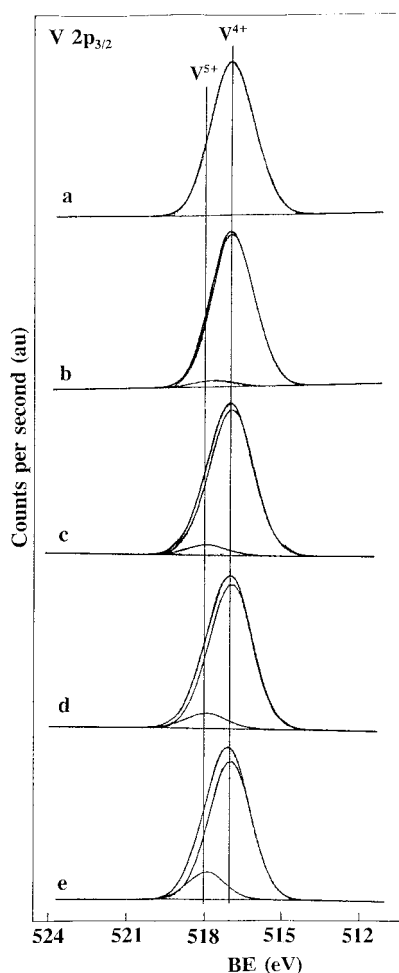 V 2p3/2
V5+
V4+
a
b
c
d
e
Counts per second (au)
524 521 518 515 512
BE (eV)